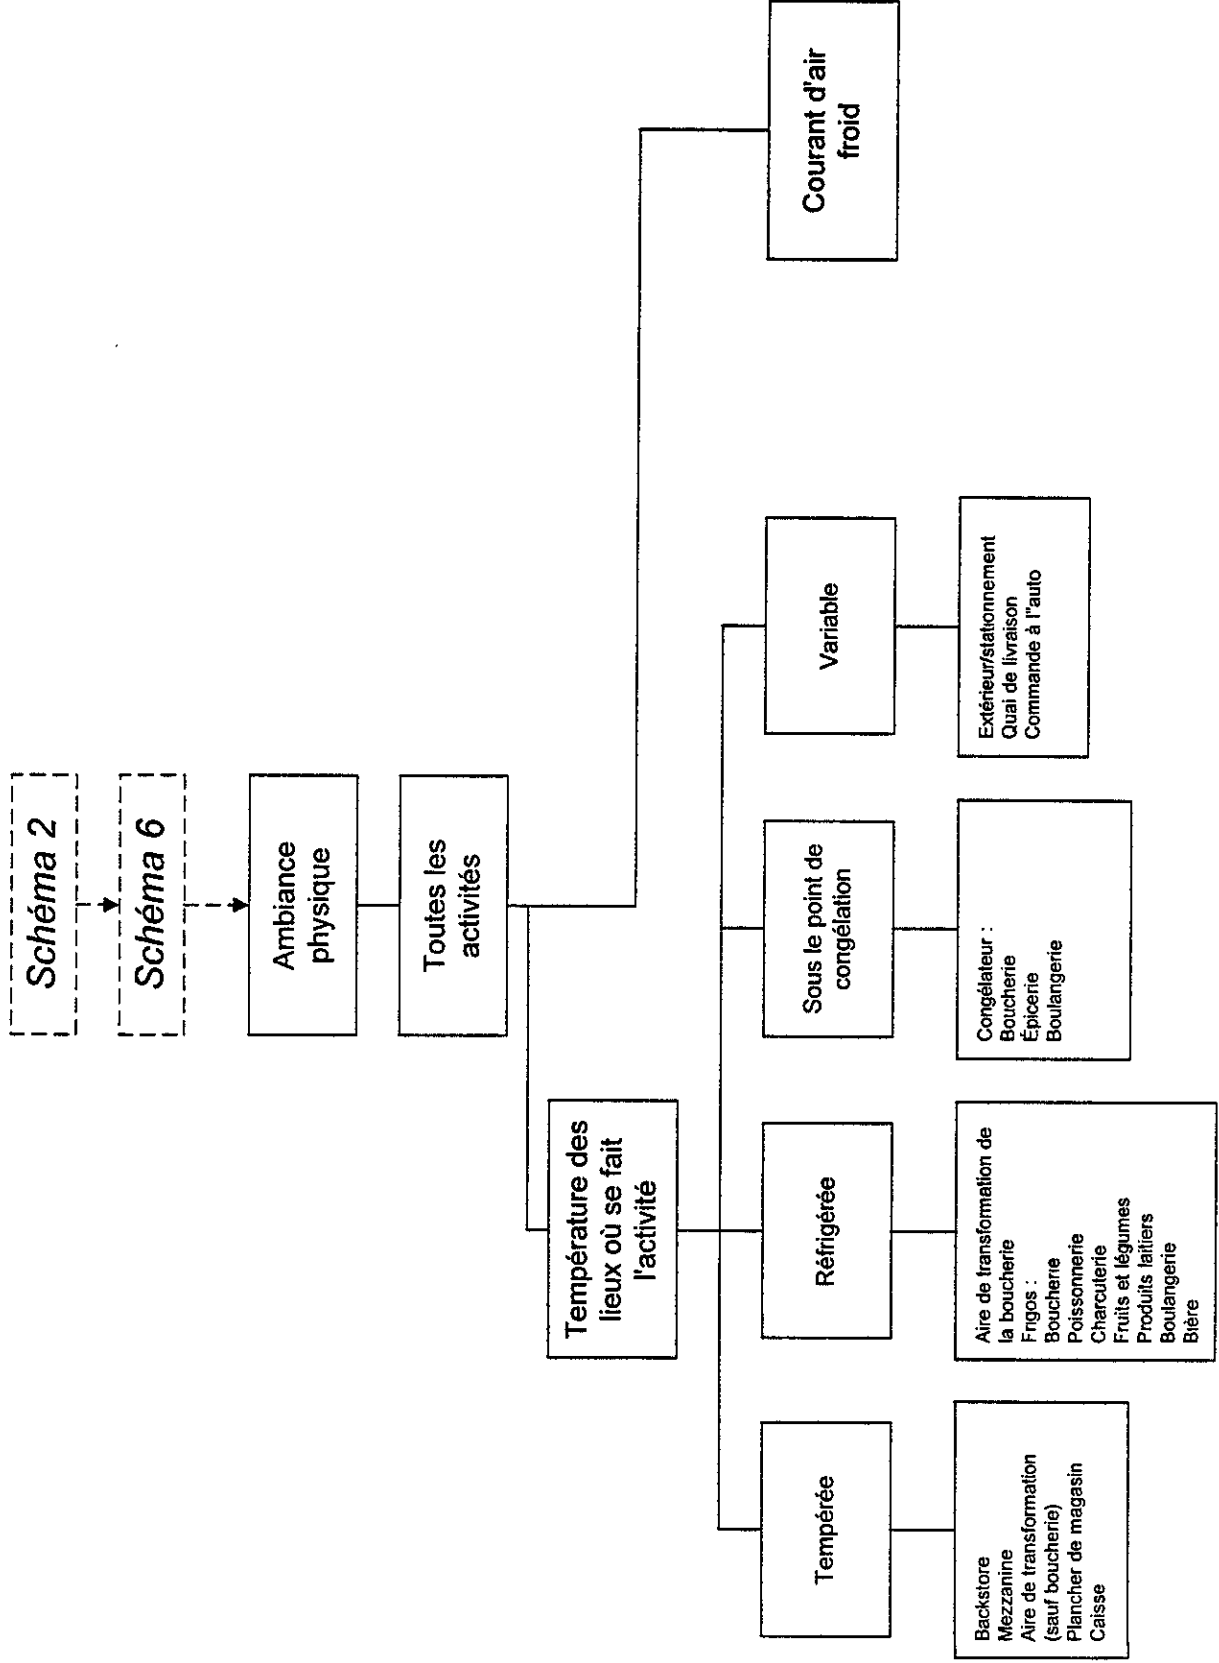 Schéma 2
Schéma 6
Ambiance
physique
Toutes les
activités
Température des
lieux où se fait
l'activité
Courant d'air
froid
Tempérée
Réfrigérée
Sous le point de
congélation
Variable
Backstore
Mezzanine
Aire de transformation
(sauf boucherie)
Plancher de magasin
Caisse
Aire de transformation de
la boucherie
Frigos :
Boucherie
Poissonnerie
Charcuterie
Fruits et légumes
Produits laitiers
Boulangerie
Bière
Congélateur :
Boucherie
Épicerie
Boulangerie
Extérieur/stationnement
Quai de livraison
Commande à l"auto